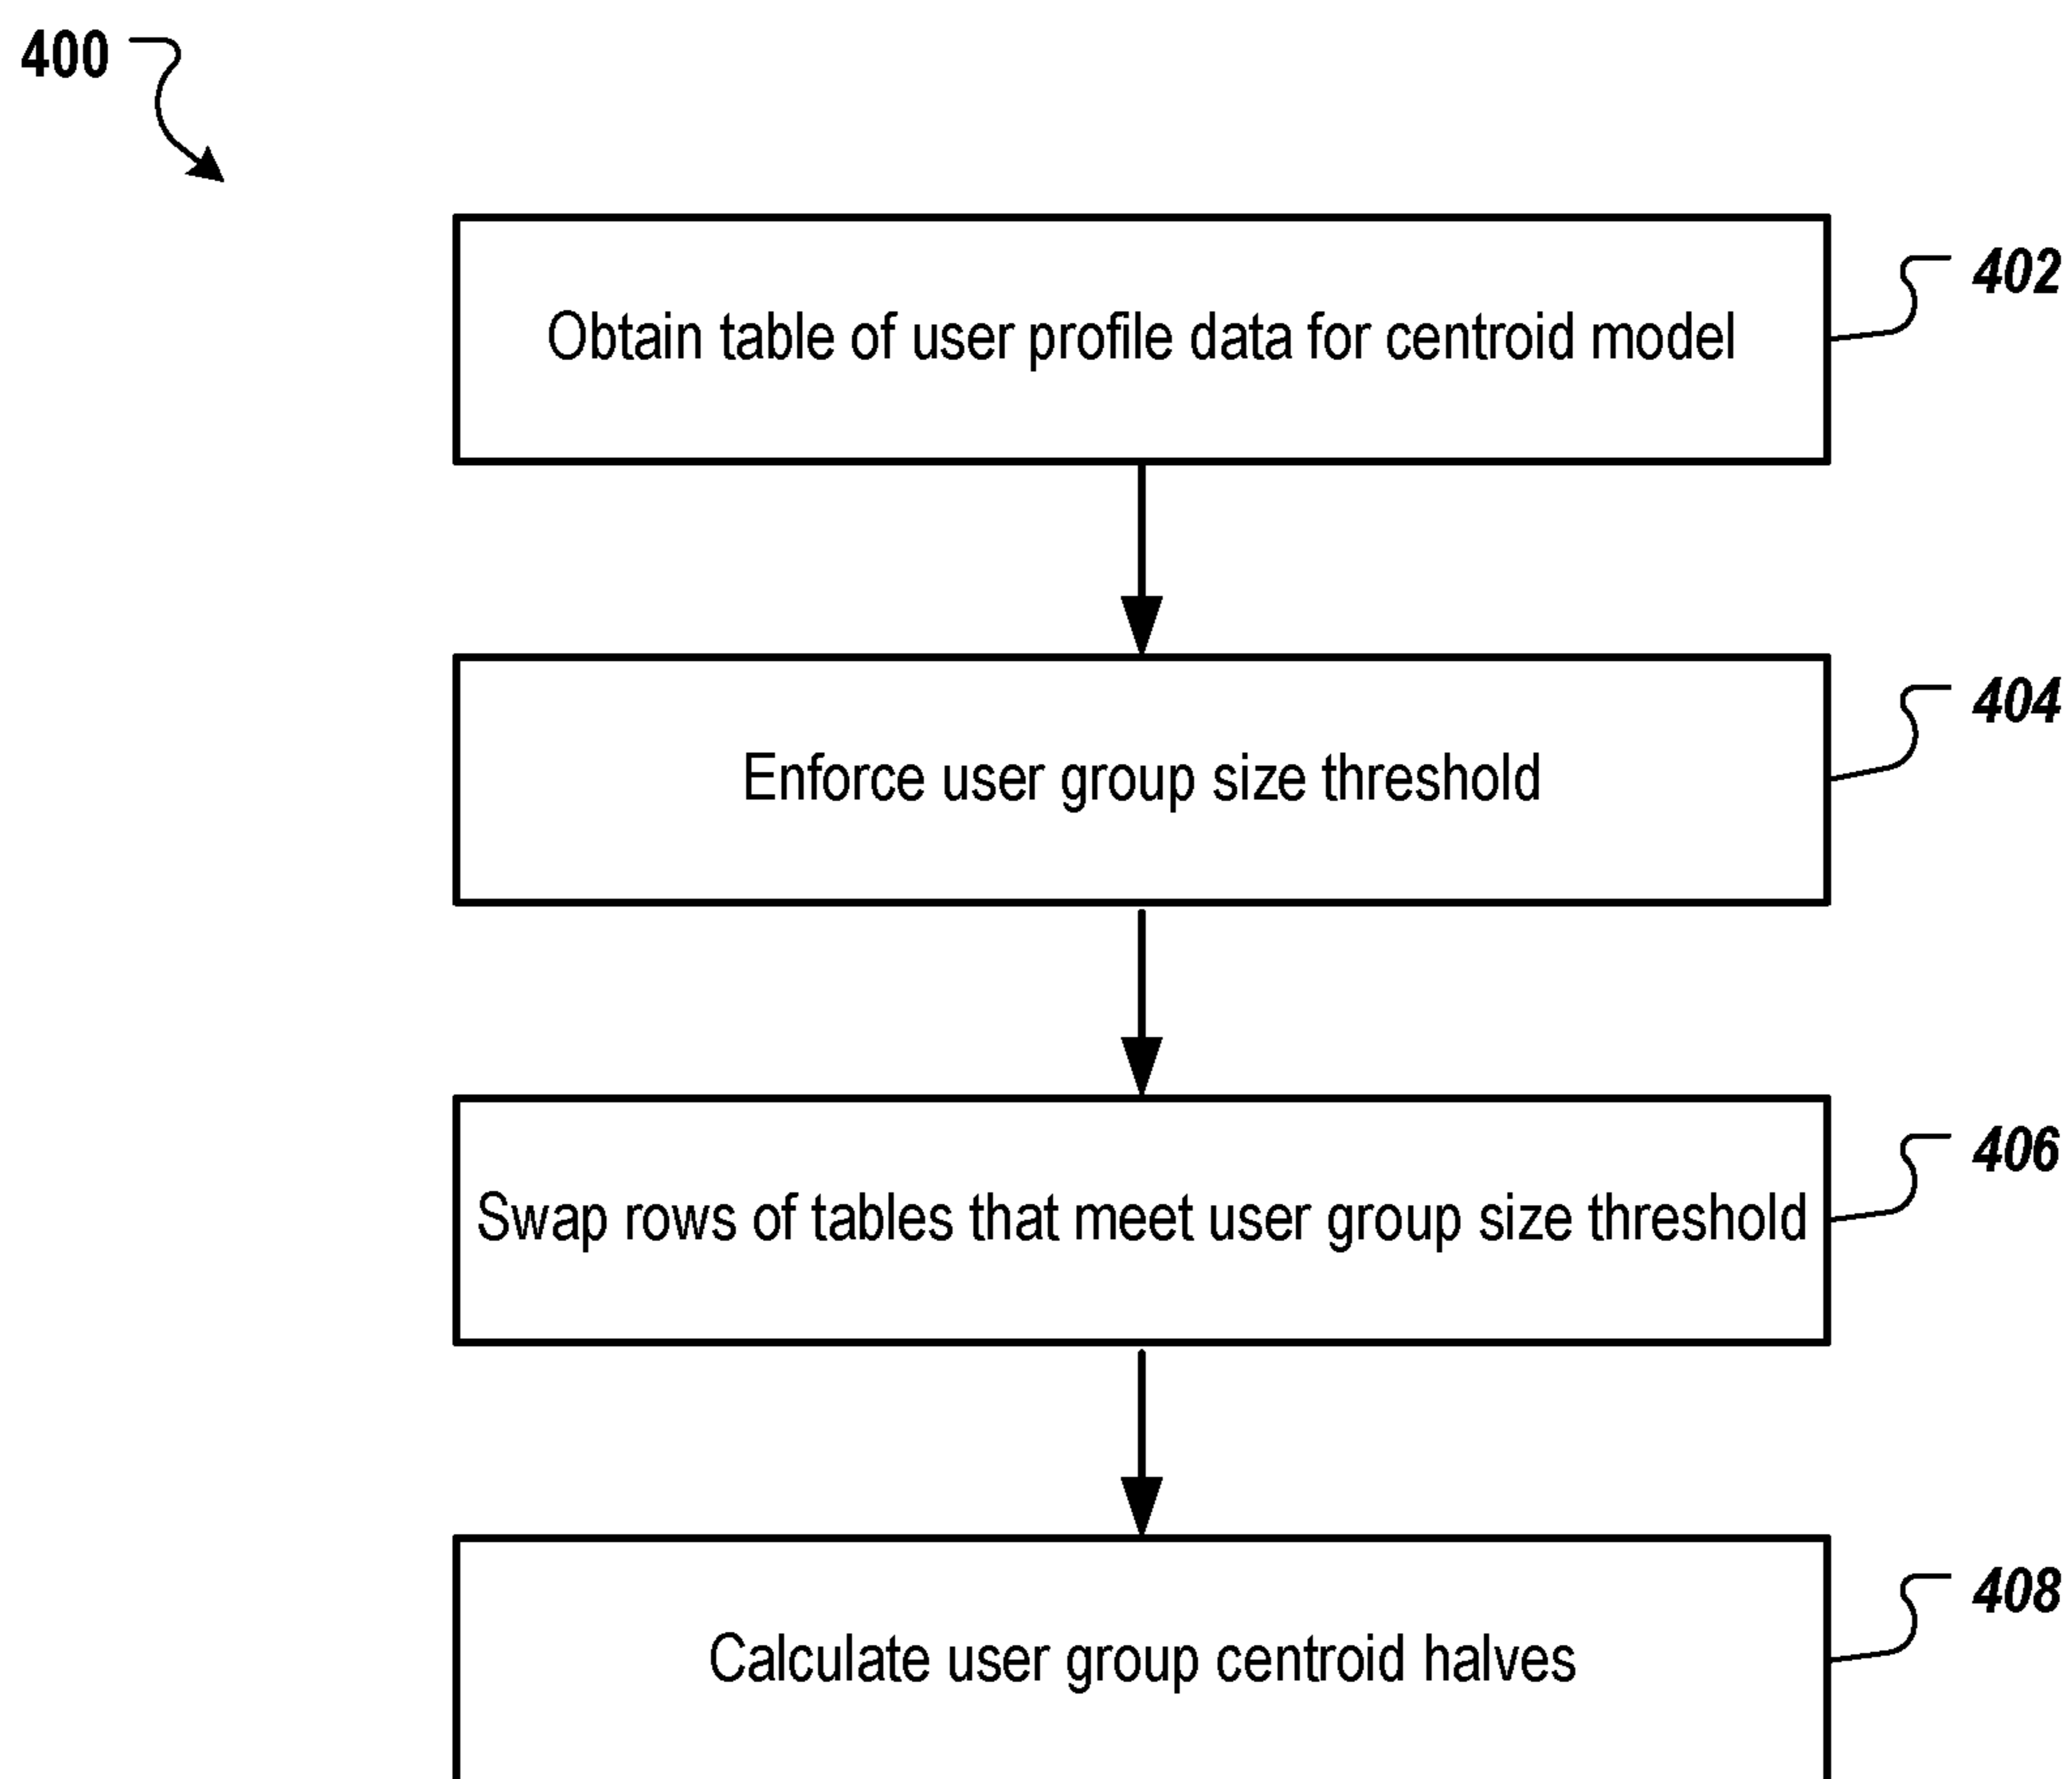 400
402
Obtain table of user profile data for centroid model
404
Enforce user group size threshold
406
Swap rows of tables that meet user group size threshold
408
Calculate user group centroid halves